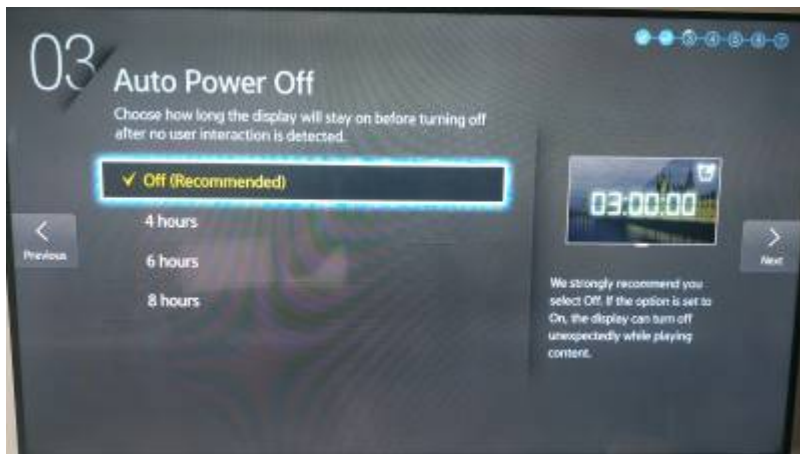 03
Auto Power Off
Choose how long the display will stay on before turning off
after no user interaction is detected.
✓ Off (Recommended)
4 hours
6 hours
8 hours
Previous
03:00:00
Next
We strongly recommend you
select Off. If the option is set to
On, the display can turn off
unexpectedly while playing
content.